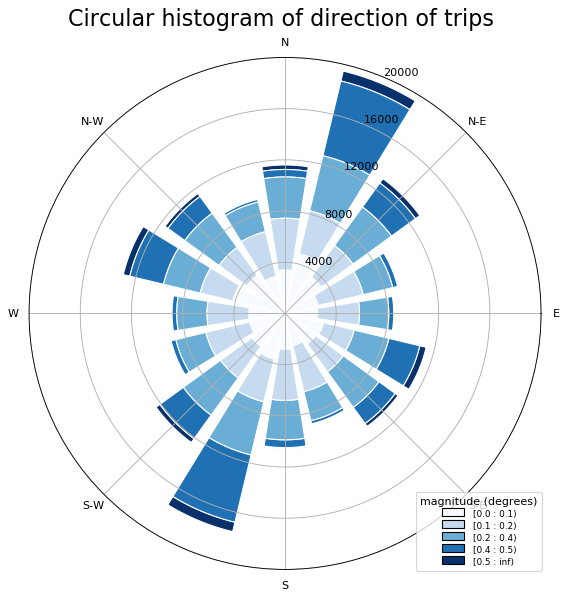 Circular histogram of direction of trips
N
20000
N-W
16000
N-E
12000
8000
4000
W
E
S-W
magnitude (degrees)
[0.0 : 0.1)
[0.1 : 0.2)
[0.2 : 0.4)
[0.4 : 0.5)
[0.5 : inf)
S